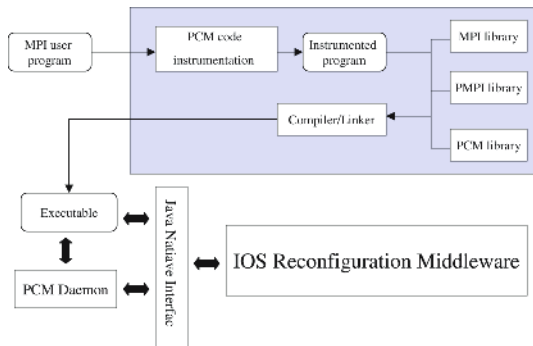 MPI user
program
PCM code
instrumentation
Instrumented
program
MPI library
PMPI library
PCM library
Compiler/Linker
Executable
PCM Daemon
Java Natiave Interfac
IOS Reconfiguration Middleware